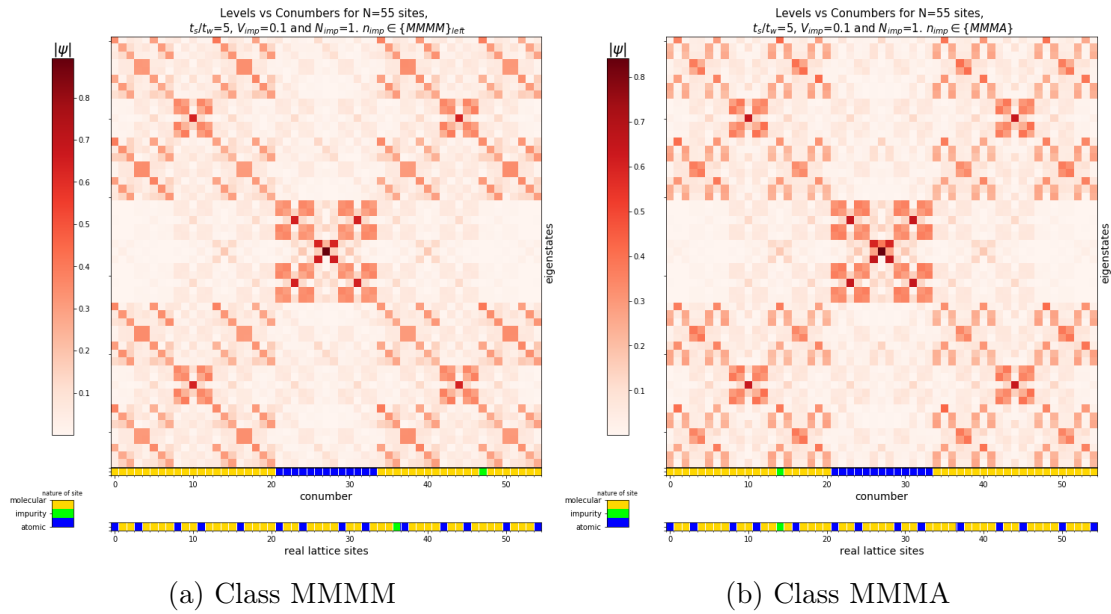 Levels vs Conumbers for N=55 sites,
t_s/t_w=5, V_imp=0.1 and N_imp=1. n_imp∈{MMMM}_left
|ψ|
0.8
0.7
0.6
0.5
0.4
0.3
0.2
0.1
eigenstates
0 10 20 30 40 50
conumber
nature of site
molecular
impurity
atomic
0 10 20 30 40 50
real lattice sites
(a) Class MMMM
Levels vs Conumbers for N=55 sites,
t_s/t_w=5, V_imp=0.1 and N_imp=1. n_imp∈{MMMA}
|ψ|
0.8
0.7
0.6
0.5
0.4
0.3
0.2
0.1
eigenstates
0 10 20 30 40 50
conumber
nature of site
molecular
impurity
atomic
0 10 20 30 40 50
real lattice sites
(b) Class MMMA